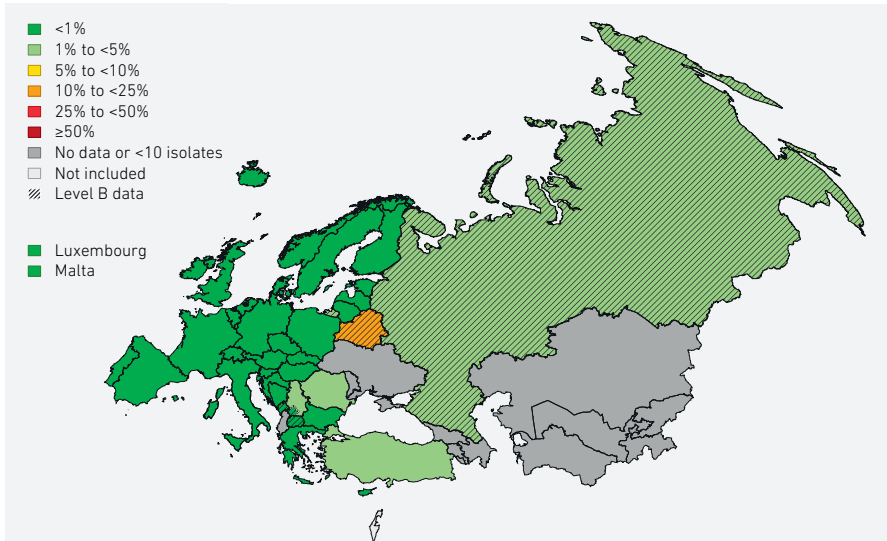 <1%
1% to <5%
5% to <10%
10% to <25%
25% to <50%
≥50%
No data or <10 isolates
Not included
Level B data
Luxembourg
Malta